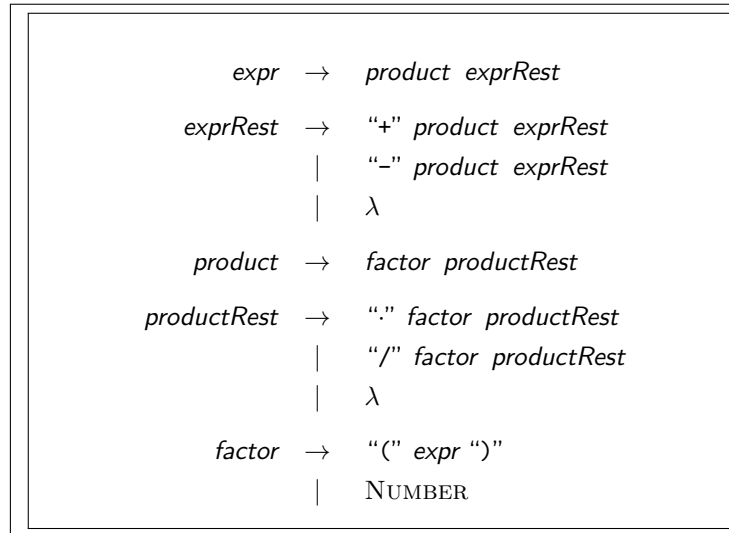 expr → product exprRest
exprRest → “+” product exprRest
| “-” product exprRest
| λ
product → factor productRest
productRest → “·” factor productRest
| “/” factor productRest
| λ
factor → “(” expr “)”
| NUMBER